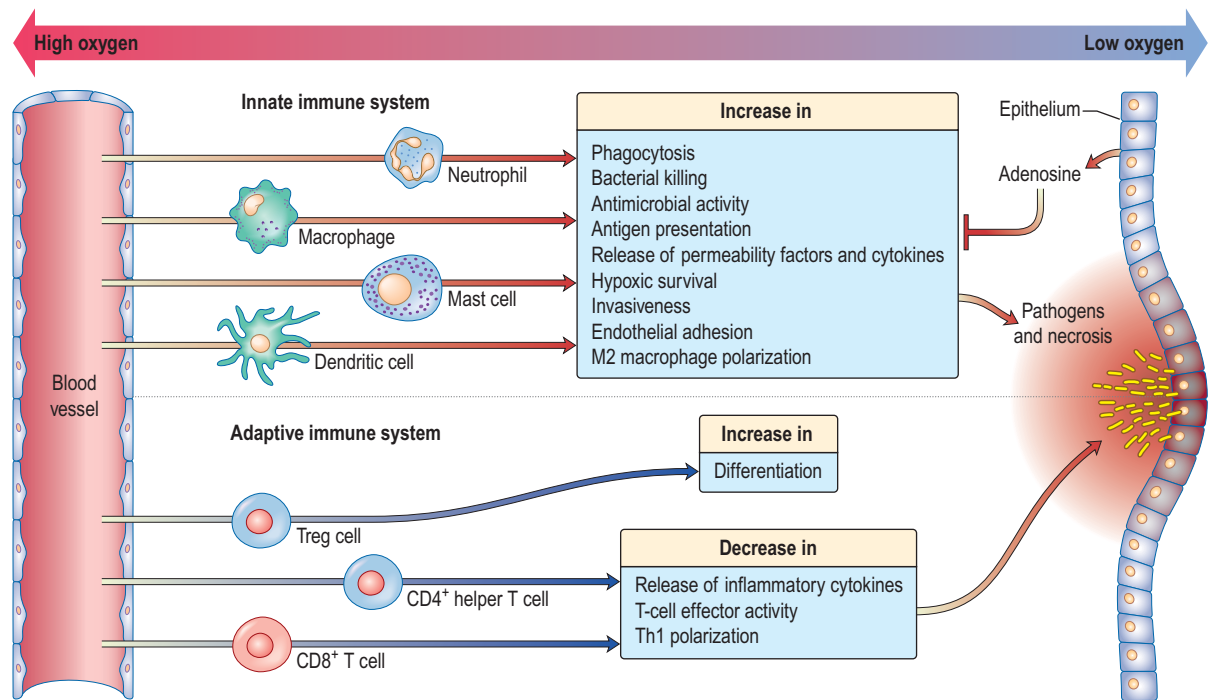 High oxygen
Low oxygen
Innate immune system
Neutrophil
Macrophage
Mast cell
Dendritic cell
Blood
vessel
Increase in
Phagocytosis
Bacterial killing
Antimicrobial activity
Antigen presentation
Release of permeability factors and cytokines
Hypoxic survival
Invasiveness
Endothelial adhesion
M2 macrophage polarization
Epithelium
Adenosine
Pathogens
and necrosis
Adaptive immune system
Treg cell
CD4⁺ helper T cell
CD8⁺ T cell
Increase in
Differentiation
Decrease in
Release of inflammatory cytokines
T-cell effector activity
Th1 polarization